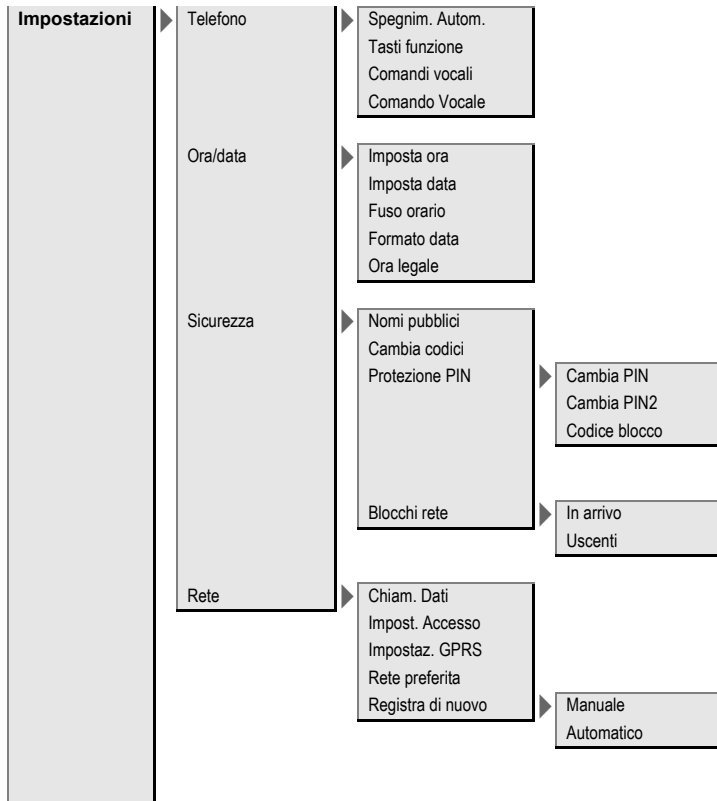 Impostazioni
Telefono
Spegnim. Autom.
Tasti funzione
Comandi vocali
Comando Vocale
Ora/data
Imposta ora
Imposta data
Fuso orario
Formato data
Ora legale
Sicurezza
Nomi pubblici
Cambia codici
Protezione PIN
Cambia PIN
Cambia PIN2
Codice blocco
Blocchi rete
In arrivo
Uscenti
Rete
Chiam. Dati
Impost. Accesso
Impostaz. GPRS
Rete preferita
Registra di nuovo
Manuale
Automatico